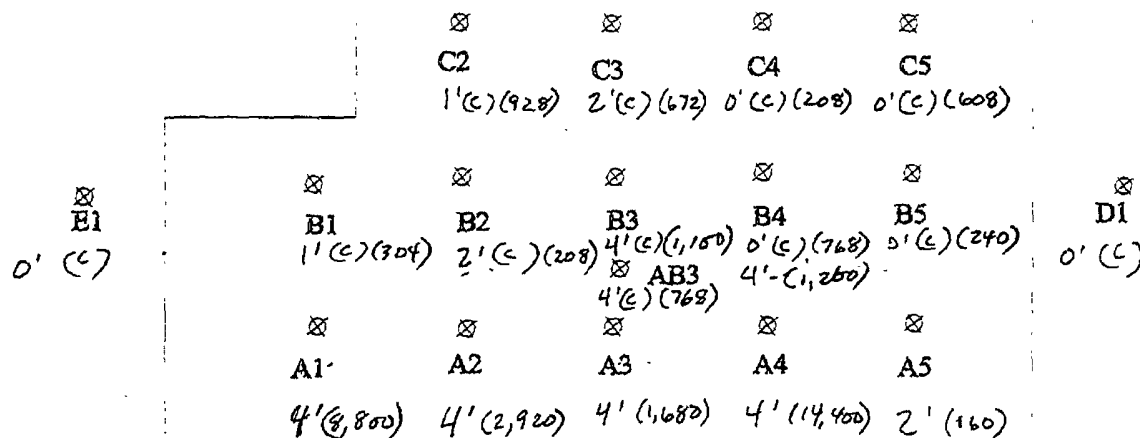 C2 C3 C4 C5
1'(c)(928) 2'(c)(672) 0'(c)(208) 0'(c)(608)
E1 B1 B2 B3 B4 B5 D1
0'(c) 1'(c)(304) 2'(c)(208) 4'(c)(1,100) 0'(c)(768) 0'(c)(240) 0'(c)
AB3 4'-(1,260)
4'(c)(768)
A1 A2 A3 A4 A5
4'(8,800) 4'(2,920) 4'(1,680) 4'(14,400) 2'(160)